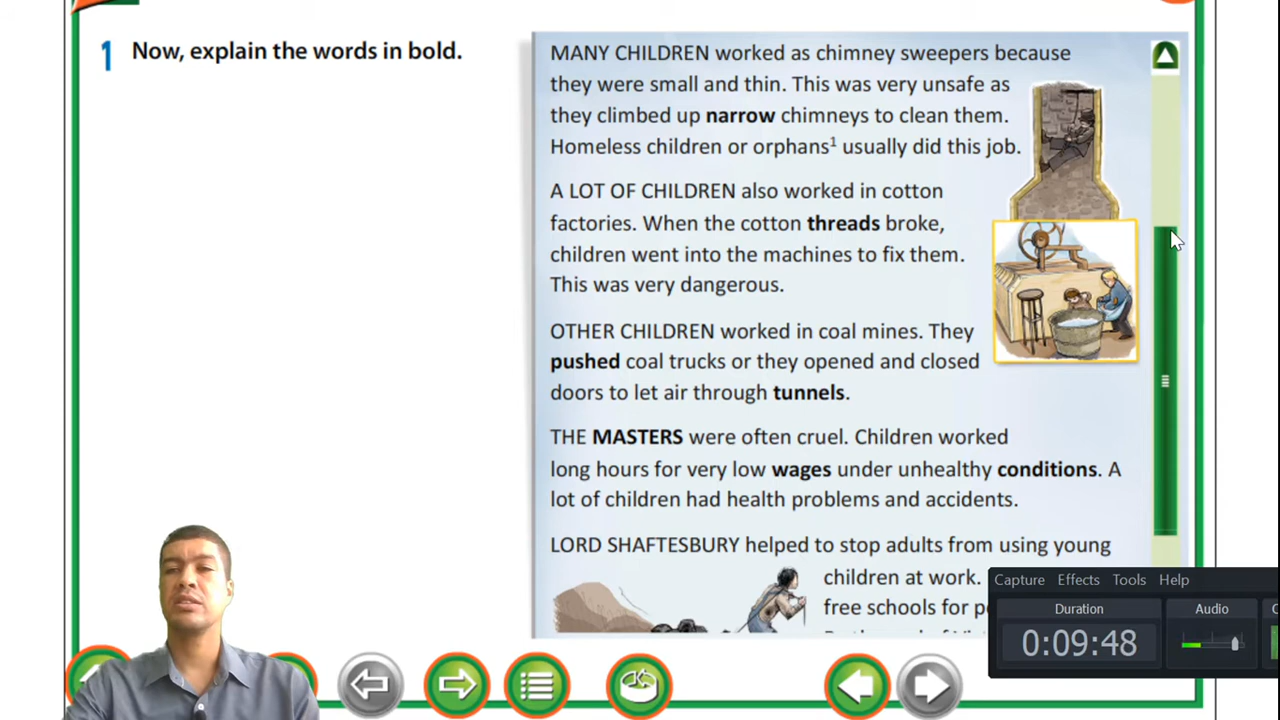 1 Now, explain the words in bold.
MANY CHILDREN worked as chimney sweepers because
they were small and thin. This was very unsafe as
they climbed up narrow chimneys to clean them.
Homeless children or orphans¹ usually did this job.
A LOT OF CHILDREN also worked in cotton
factories. When the cotton threads broke,
children went into the machines to fix them.
This was very dangerous.
OTHER CHILDREN worked in coal mines. They
pushed coal trucks or they opened and closed
doors to let air through tunnels.
THE MASTERS were often cruel. Children worked
long hours for very low wages under unhealthy conditions. A
lot of children had health problems and accidents.
LORD SHAFTESBURY helped to stop adults from using young
children at work.
free schools for
Capture Effects Tools Help
Duration Audio
0:09:48